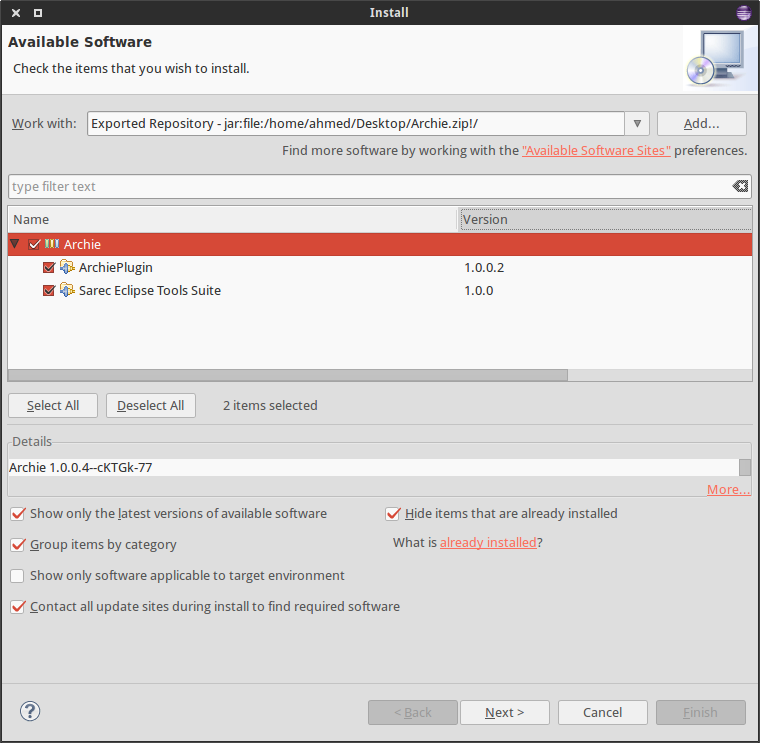 Install
Available Software
Check the items that you wish to install.
Work with: Exported Repository - jar:file:/home/ahmed/Desktop/Archie.zip!/ Add...
Find more software by working with the "Available Software Sites" preferences.
type filter text
Name Version
Archie
ArchiePlugin 1.0.0.2
Sarec Eclipse Tools Suite 1.0.0
Select All Deselect All 2 items selected
Details
Archie 1.0.0.4--cKTGk-77
More...
Show only the latest versions of available software Hide items that are already installed
Group items by category What is already installed?
Show only software applicable to target environment
Contact all update sites during install to find required software
? < Back Next > Cancel Finish